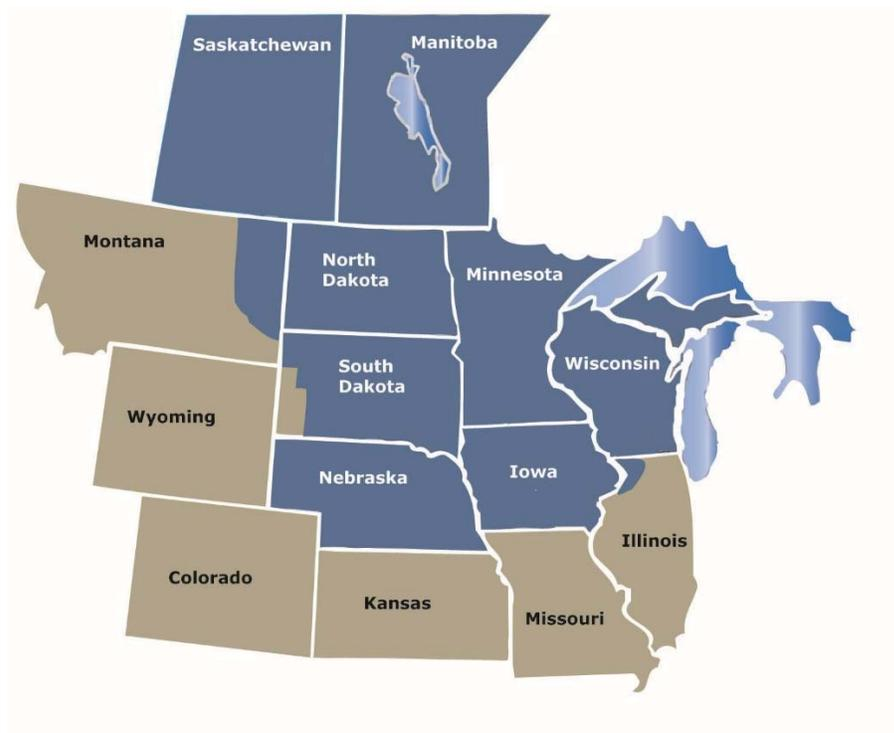 Saskatchewan
Manitoba
Montana
North
Dakota
Minnesota
South
Dakota
Wisconsin
Wyoming
Nebraska
Iowa
Illinois
Colorado
Kansas
Missouri